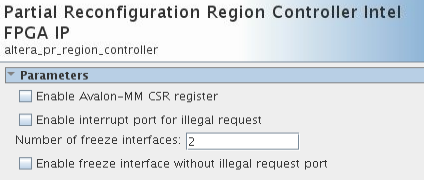 Partial Reconfiguration Region Controller Intel
FPGA IP
altera_pr_region_controller
Parameters
Enable Avalon-MM CSR register
Enable interrupt port for illegal request
Number of freeze interfaces: 2
Enable freeze interface without illegal request port